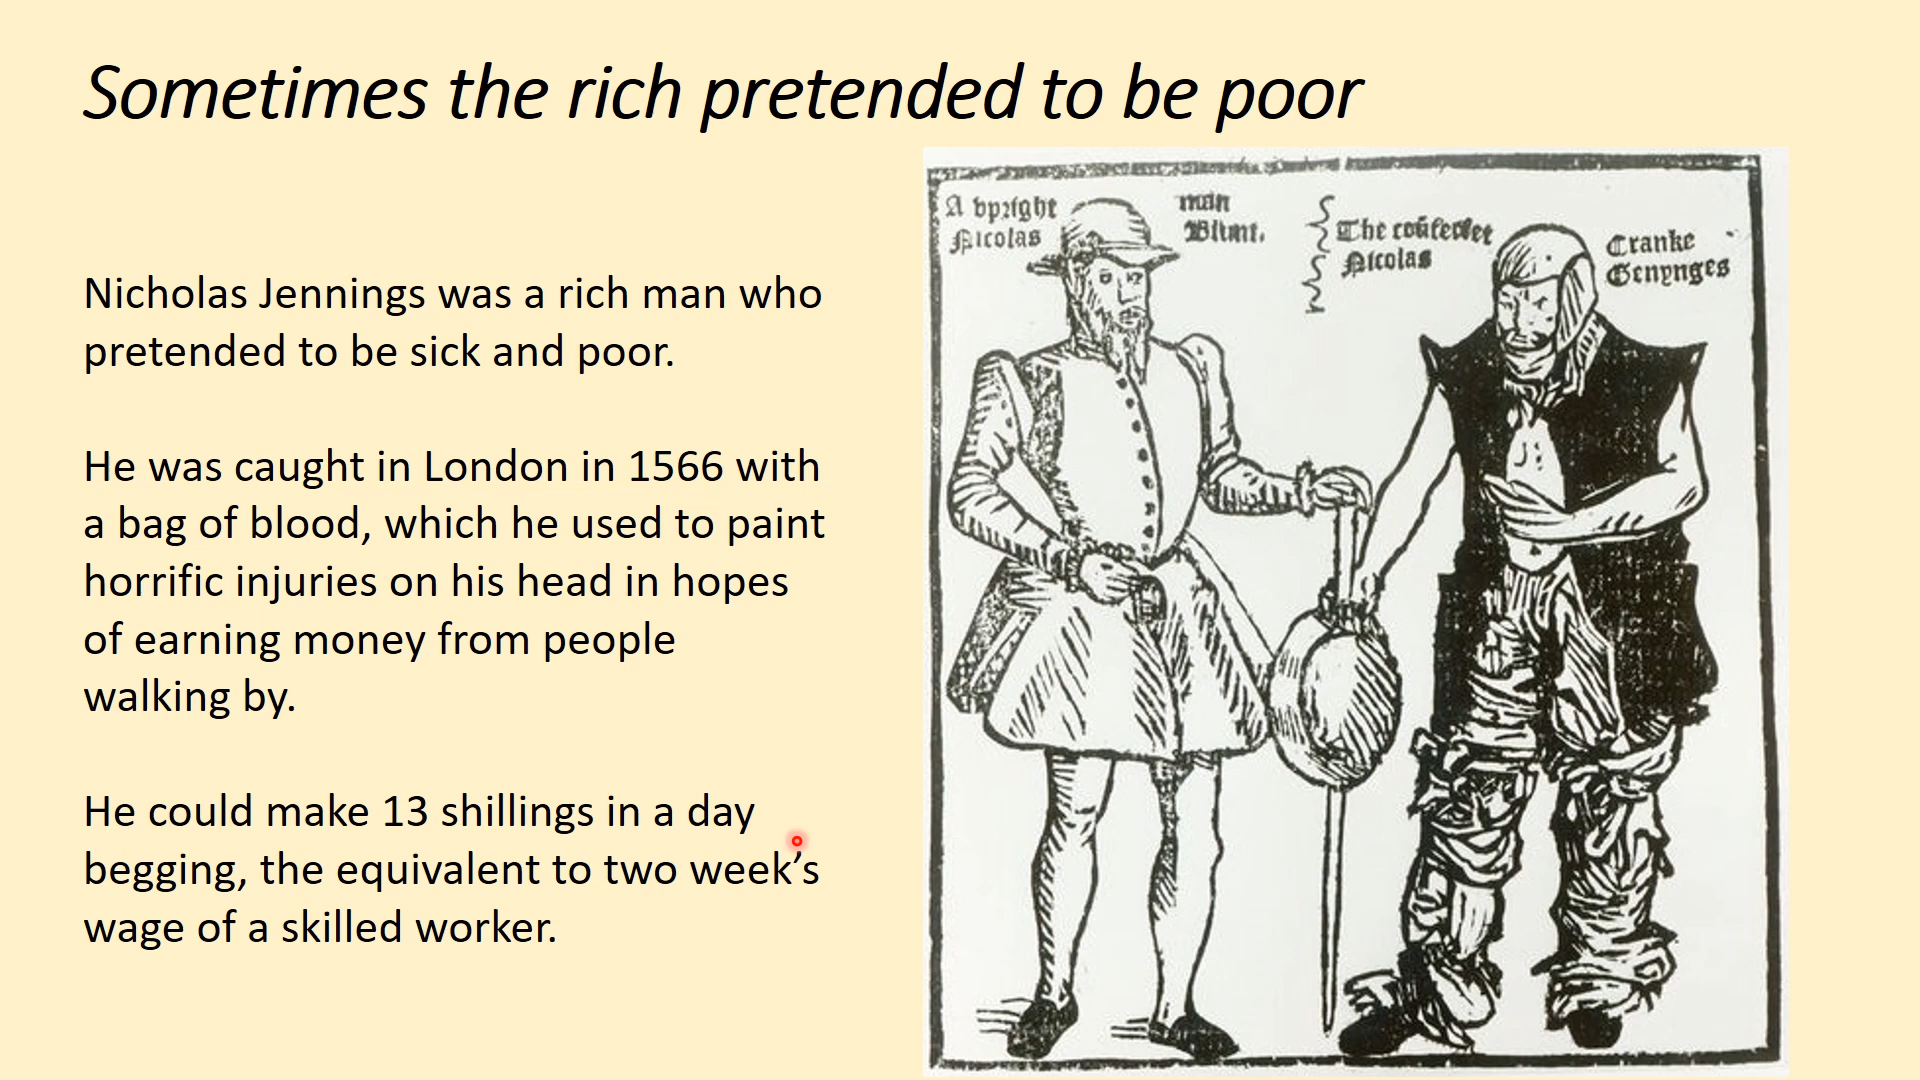 Sometimes the rich pretended to be poor
Nicholas Jennings was a rich man who
pretended to be sick and poor.
He was caught in London in 1566 with
a bag of blood, which he used to paint
horrific injuries on his head in hopes
of earning money from people
walking by.
He could make 13 shillings in a day
begging, the equivalent to two week’s
wage of a skilled worker.
A vpright man
Nicolas Blunt.
The coūterfet Cranke
Nicolas Genynges